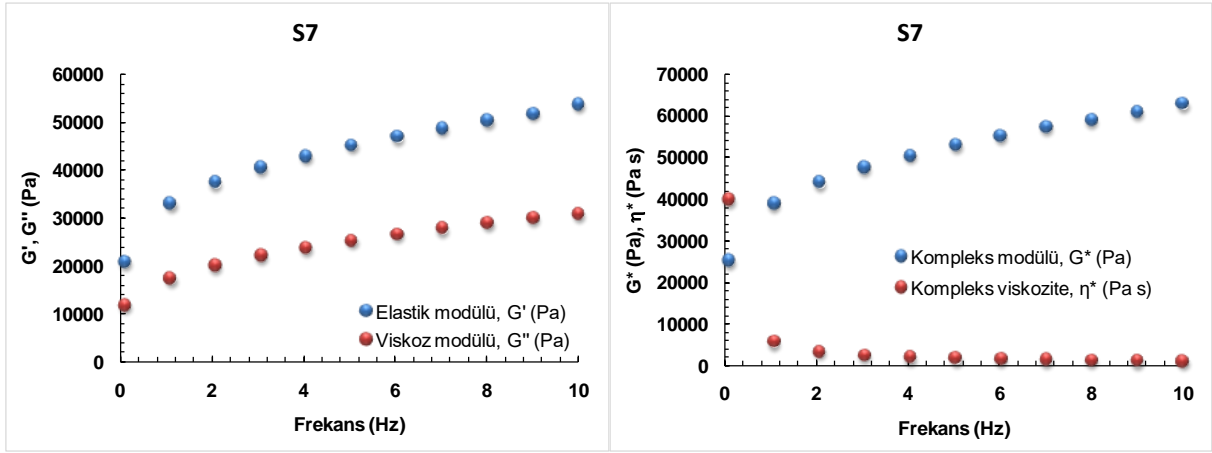 S7
60000
50000
40000
30000
20000
10000
0
G', G'' (Pa)
Elastik modülü, G' (Pa)
Viskoz modülü, G'' (Pa)
0 2 4 6 8 10
Frekans (Hz)
S7
70000
60000
50000
40000
30000
20000
10000
0
G* (Pa), η* (Pa s)
Kompleks modülü, G* (Pa)
Kompleks viskozite, η* (Pa s)
0 2 4 6 8 10
Frekans (Hz)